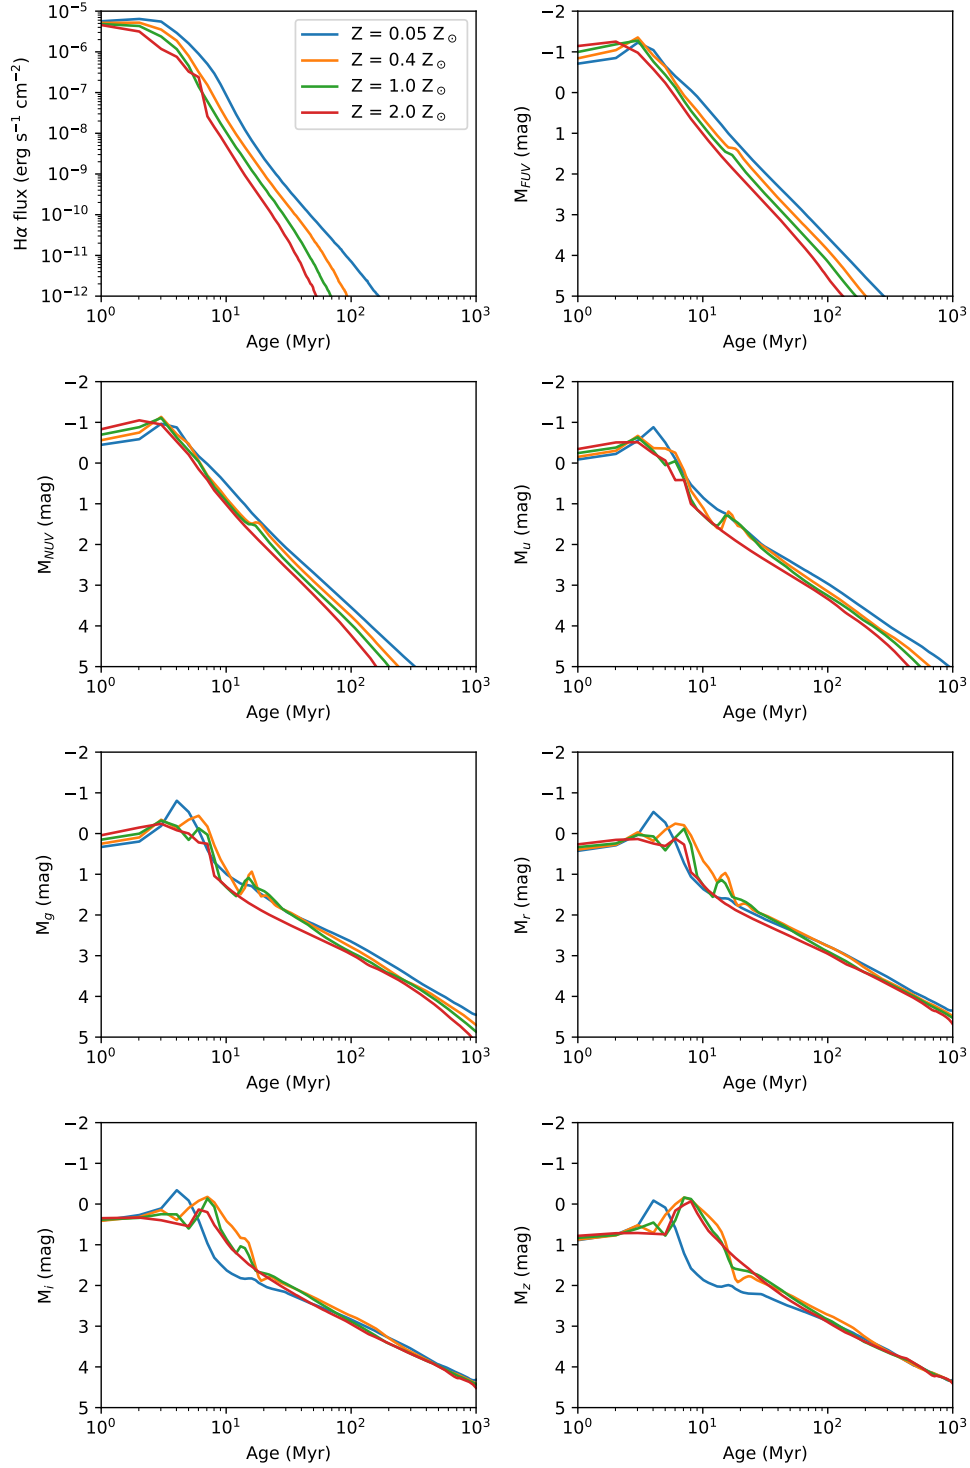 10⁻⁵
10⁻⁶
10⁻⁷
10⁻⁸
10⁻⁹
10⁻¹⁰
10⁻¹¹
10⁻¹²
Hα flux (erg s⁻¹ cm⁻²)
Z = 0.05 Z⊙
Z = 0.4 Z⊙
Z = 1.0 Z⊙
Z = 2.0 Z⊙
10⁰ 10¹ 10² 10³
Age (Myr)
−1
0
1
2
3
4
5
M_FUV (mag)
10⁰ 10¹ 10² 10³
Age (Myr)
−2
−1
0
1
2
3
4
5
M_NUV (mag)
10⁰ 10¹ 10² 10³
Age (Myr)
−2
−1
0
1
2
3
4
5
M_u (mag)
10⁰ 10¹ 10² 10³
Age (Myr)
−2
−1
0
1
2
3
4
5
M_g (mag)
10⁰ 10¹ 10² 10³
Age (Myr)
−2
−1
0
1
2
3
4
5
M_r (mag)
10⁰ 10¹ 10² 10³
Age (Myr)
−2
−1
0
1
2
3
4
5
M_i (mag)
10⁰ 10¹ 10² 10³
Age (Myr)
−2
−1
0
1
2
3
4
5
M_z (mag)
10⁰ 10¹ 10² 10³
Age (Myr)